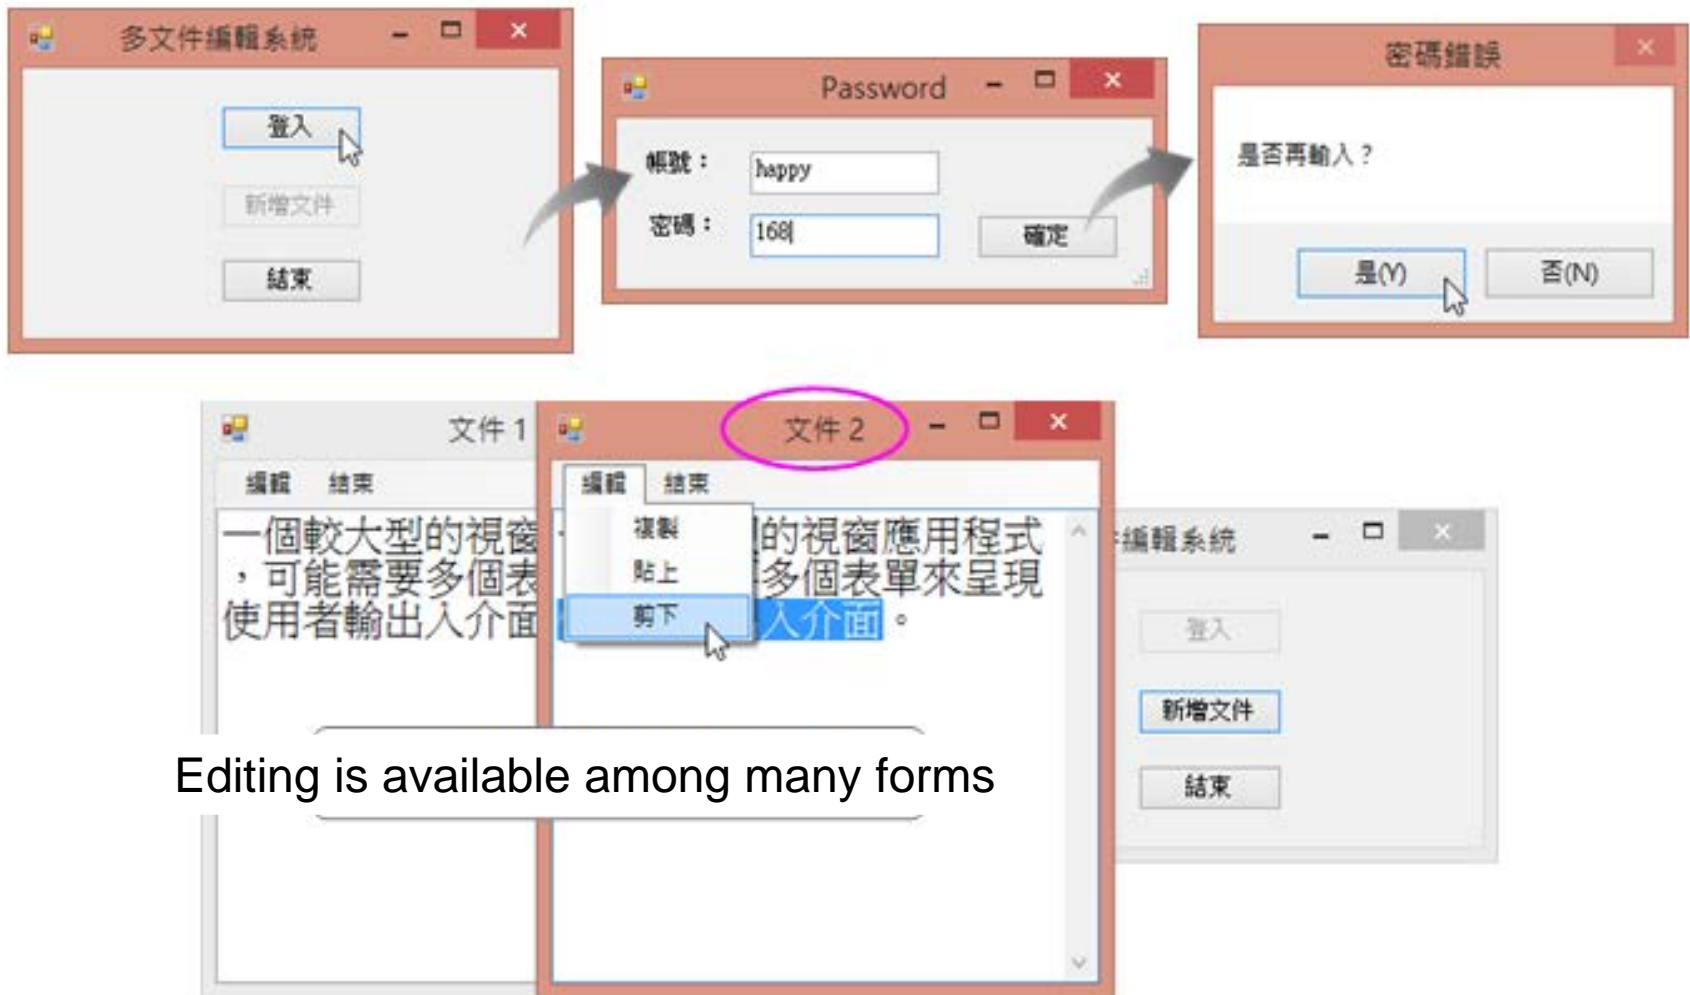 多文件編輯系統
登入
新增文件
結束
Password
帳號：
happy
密碼：
168
確定
密碼錯誤
是否再輸入？
是(Y)
否(N)
文件 1
編輯 結束
一個較大型的視窗
，可能需要多個表
使用者輸出入介面
文件 2
編輯 結束
複製
貼上
剪下
的視窗應用程式
多個表單來呈現
入介面。
編輯系統
登入
新增文件
結束
Editing is available among many forms